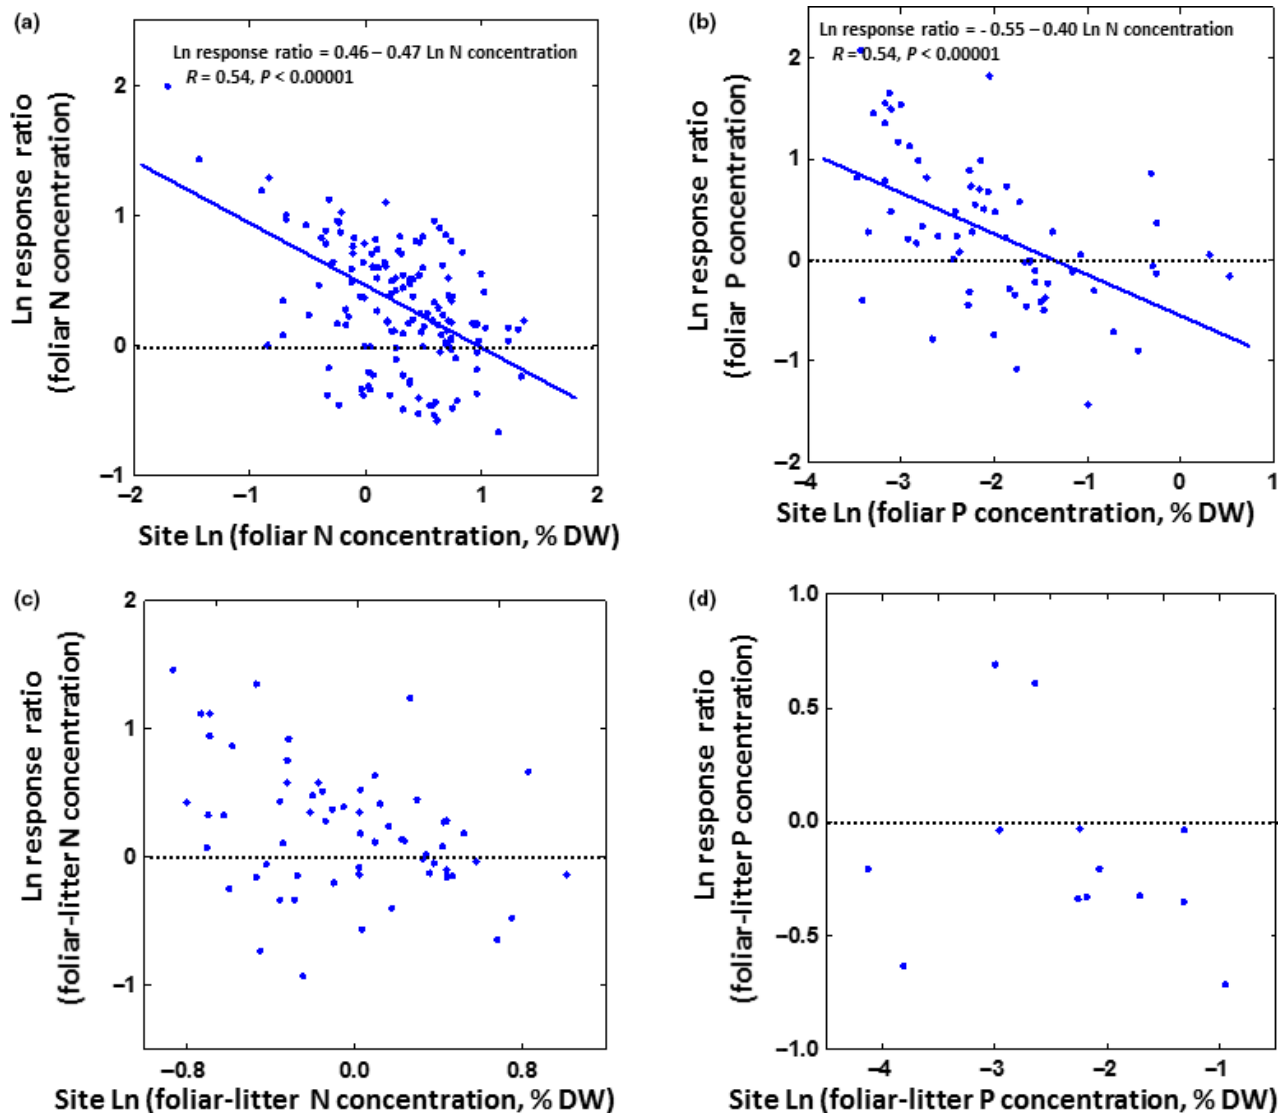 (a)
Ln response ratio = 0.46 – 0.47 Ln N concentration
R = 0.54, P < 0.00001
Ln response ratio
(foliar N concentration)
2
1
0
–1
–2
–1
0
1
2
Site Ln (foliar N concentration, % DW)
(b)
Ln response ratio = - 0.55 – 0.40 Ln N concentration
R = 0.54, P < 0.00001
Ln response ratio
(foliar P concentration)
2
1
0
–1
–2
–4
–3
–2
–1
0
1
Site Ln (foliar P concentration, % DW)
(c)
Ln response ratio
(foliar-litter N concentration)
2
1
0
–1
–0.8
0.0
0.8
Site Ln (foliar-litter N concentration, % DW)
(d)
Ln response ratio
(foliar-litter P concentration)
1.0
0.5
0.0
–0.5
–1.0
–4
–3
–2
–1
Site Ln (foliar-litter P concentration, % DW)